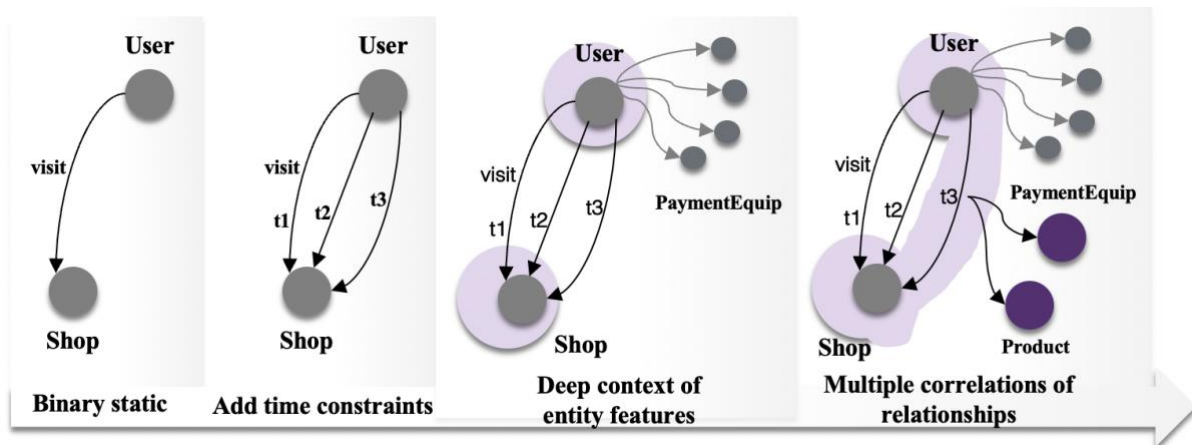 User
visit
Shop
Binary static
User
visit
t1
t2
t3
Shop
Add time constraints
User
visit
t1
t2
t3
PaymentEquip
Shop
Deep context of
entity features
User
visit
t1
t2
t3
PaymentEquip
Shop
Product
Multiple correlations of
relationships